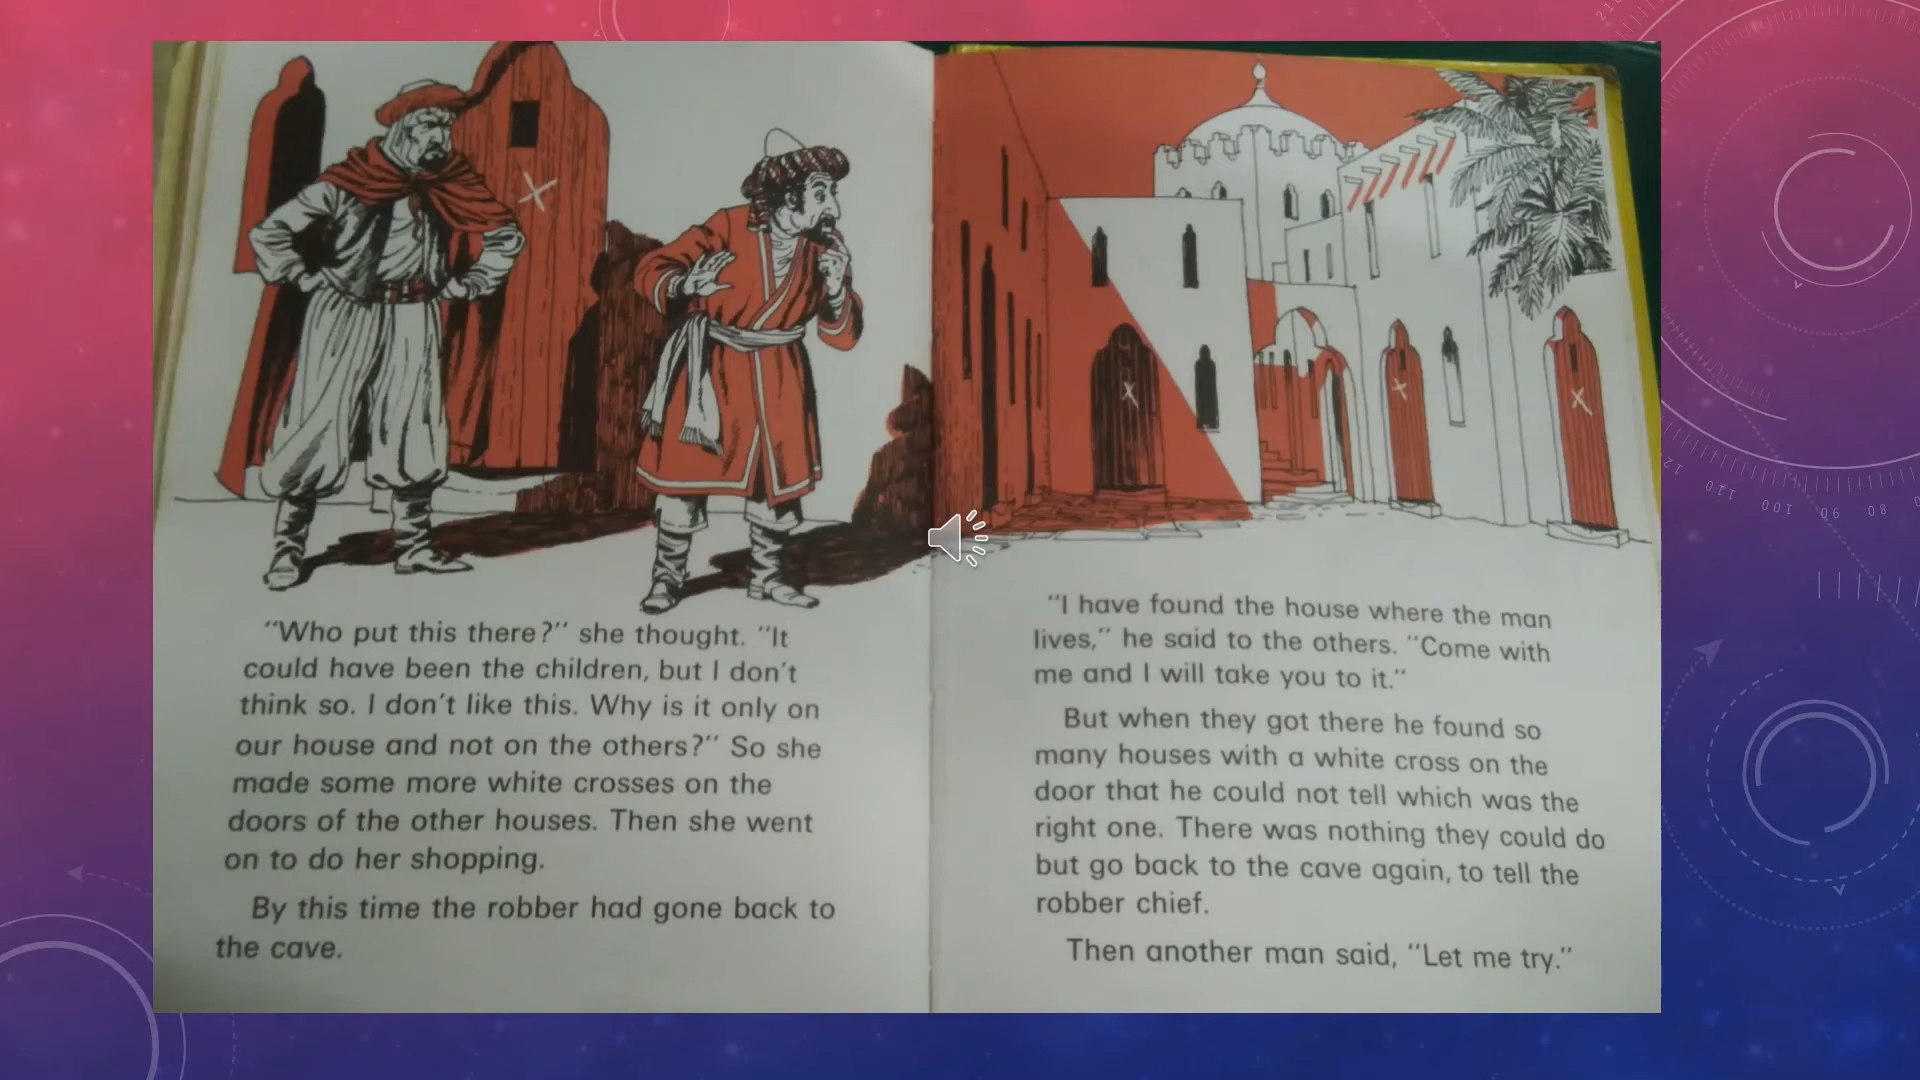 "Who put this there?" she thought. "It
could have been the children, but I don't
think so. I don't like this. Why is it only on
our house and not on the others?" So she
made some more white crosses on the
doors of the other houses. Then she went
on to do her shopping.
By this time the robber had gone back to
the cave.
"I have found the house where the man
lives," he said to the others. "Come with
me and I will take you to it."
But when they got there he found so
many houses with a white cross on the
door that he could not tell which was the
right one. There was nothing they could do
but go back to the cave again, to tell the
robber chief.
Then another man said, "Let me try."
12
110
100
90
80